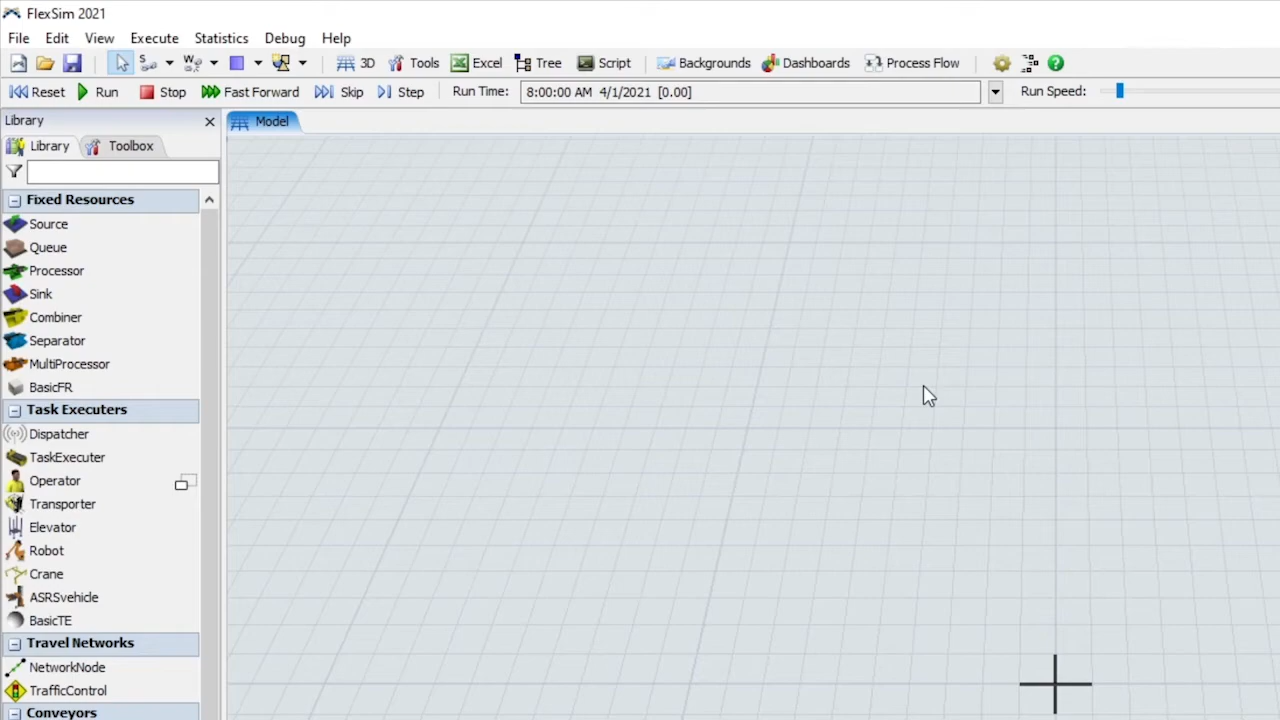 FlexSim 2021
File Edit View Execute Statistics Debug Help
3D Tools Excel Tree Script Backgrounds Dashboards Process Flow
Reset Run Stop Fast Forward Skip Step Run Time: 8:00:00 AM 4/1/2021 [0.00] Run Speed:
Library
Model
Library Toolbox
Fixed Resources
Source
Queue
Processor
Sink
Combiner
Separator
MultiProcessor
BasicFR
Task Executers
Dispatcher
TaskExecuter
Operator
Transporter
Elevator
Robot
Crane
ASRSvehicle
BasicTE
Travel Networks
NetworkNode
TrafficControl
Conveyors